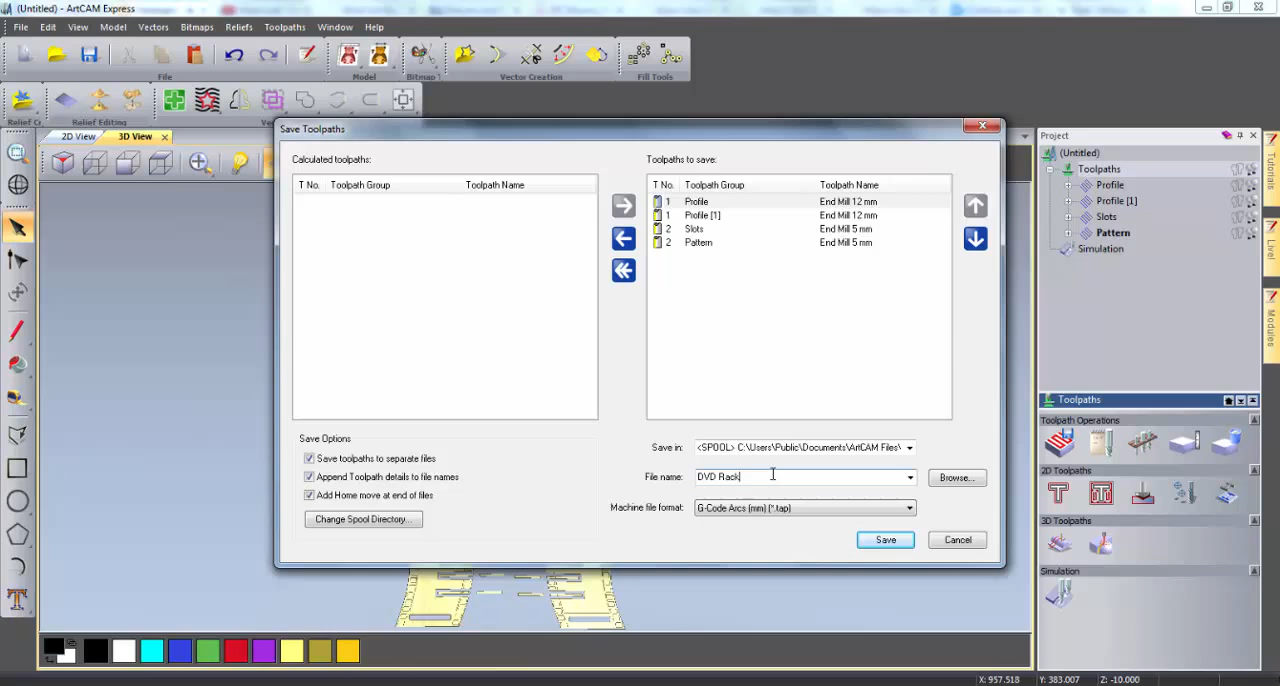 (Untitled) - ArtCAM Express
File Edit View Model Vectors Bitmaps Reliefs Toolpaths Window Help
File Model Bitmap Vector Creation Fill Tools
Relief Cr Relief Editing
2D View 3D View
Save Toolpaths
Calculated toolpaths:
T No. Toolpath Group Toolpath Name
Toolpaths to save:
T No. Toolpath Group Toolpath Name
1 Profile End Mill 12 mm
1 Profile [1] End Mill 12 mm
2 Slots End Mill 5 mm
2 Pattern End Mill 5 mm
Save Options
Save toolpaths to separate files
Append Toolpath details to file names
Add Home move at end of files
Change Spool Directory...
Save in: <SPOOL> C:\Users\Public\Documents\ArtCAM Files\
File name: DVD Rack
Browse...
Machine file format: G-Code Arcs (mm) (*.tap)
Save Cancel
Project
(Untitled)
Toolpaths
Profile
Profile [1]
Slots
Pattern
Simulation
Tutorials
Live!
Modules
Toolpaths
Toolpath Operations
2D Toolpaths
3D Toolpaths
Simulation
X: 957.518 Y: 383.007 Z: -10.000